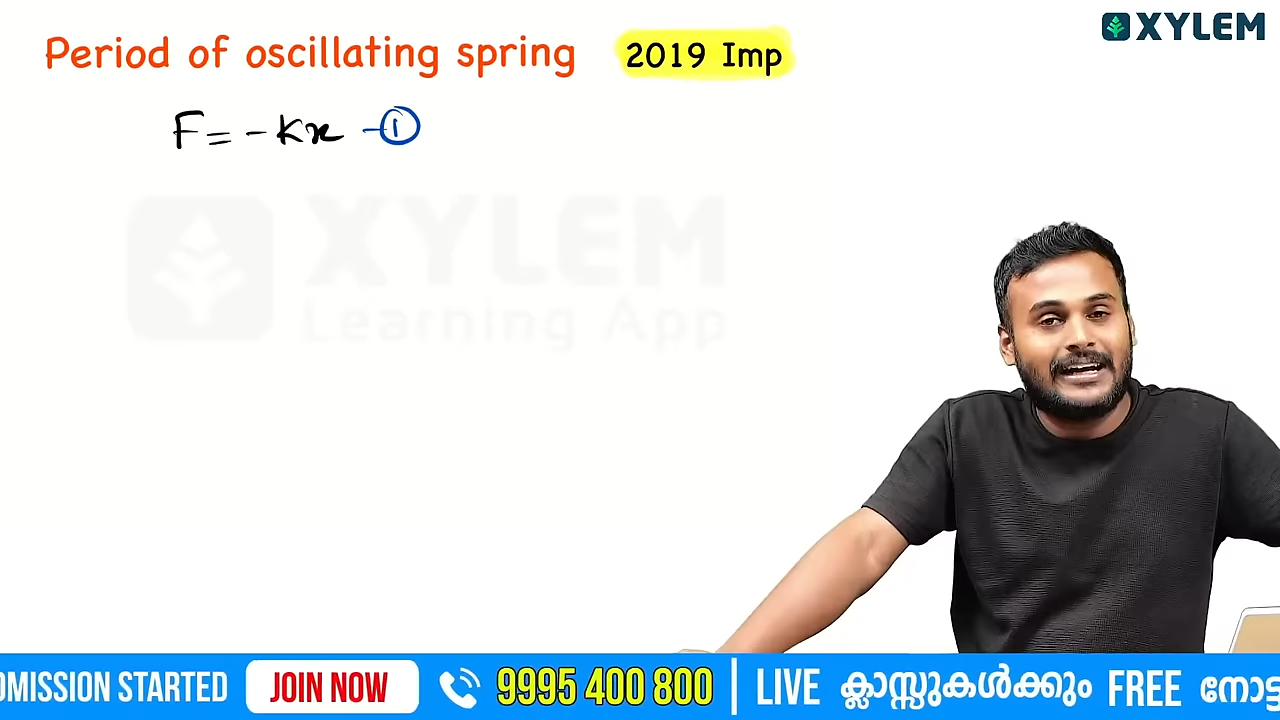 XYLEM
Period of oscillating spring 2019 Imp
F = -kx -①
XYLEM
Learning App
DMISSION STARTED JOIN NOW 9995 400 800 LIVE ക്ലാസ്സുകൾക്കും FREE നോട്ട